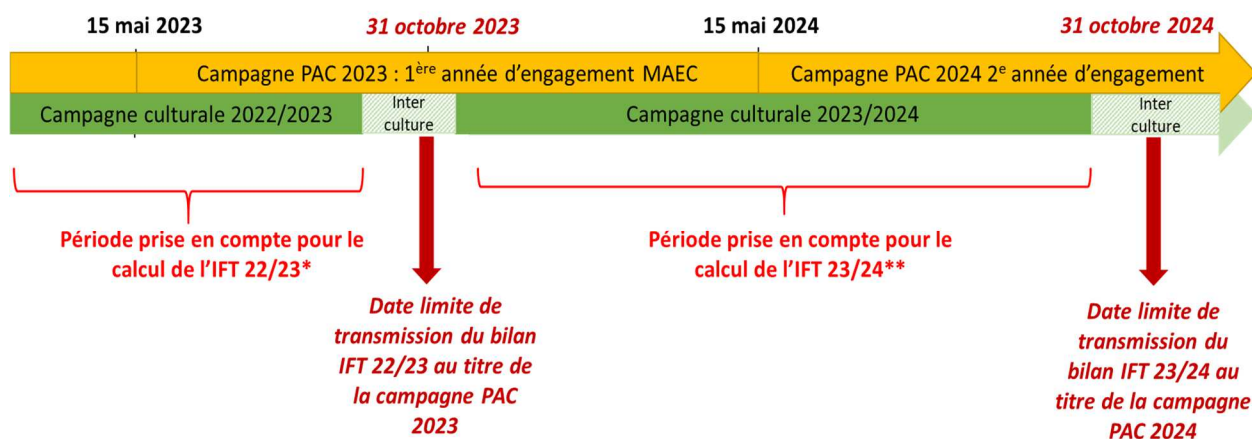 15 mai 2023
31 octobre 2023
15 mai 2024
31 octobre 2024
Campagne PAC 2023 : 1ère année d’engagement MAEC
Campagne PAC 2024 2e année d’engagement
Campagne culturale 2022/2023
Inter
culture
Campagne culturale 2023/2024
Inter
culture
Période prise en compte pour le
calcul de l’IFT 22/23*
Période prise en compte pour le
calcul de l’IFT 23/24**
Date limite de
transmission du bilan
IFT 22/23 au titre de
la campagne PAC
2023
Date limite de
transmission du
bilan IFT 23/24 au
titre de la campagne
PAC 2024